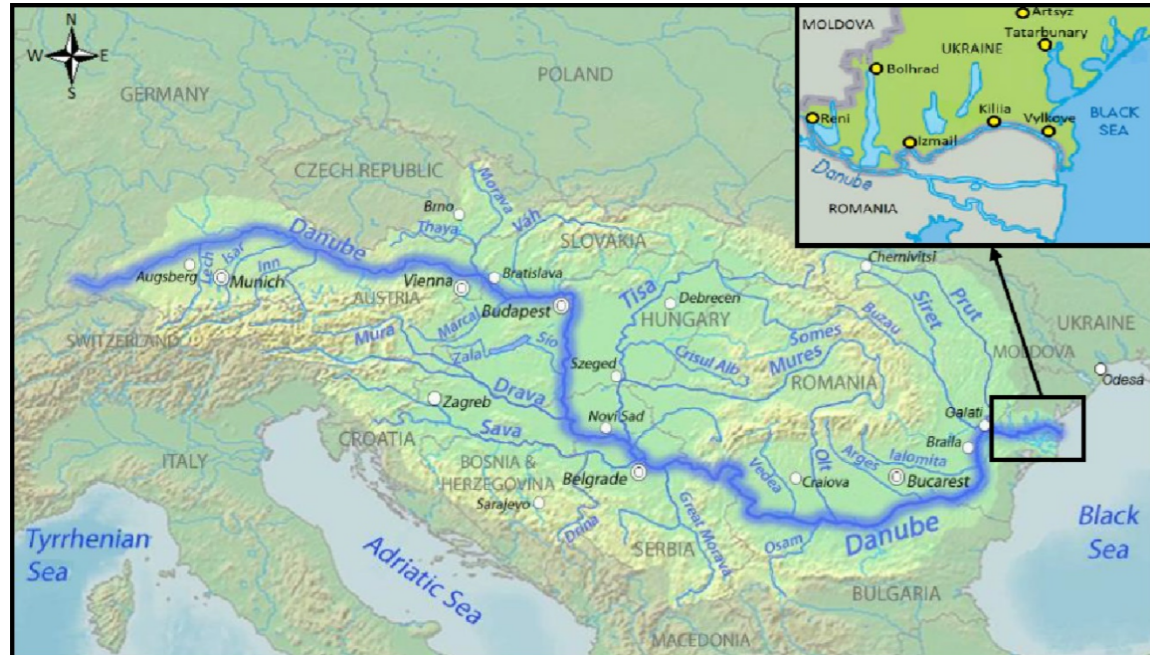 N
W
E
S
GERMANY
POLAND
CZECH REPUBLIC
Brno
Morava
Thaya
Vah
SLOVAKIA
Danube
Augsberg
Lech
Isar
Munich
Inn
Vienna
Bratislava
AUSTRIA
Budapest
SWITZERLAND
Mura
Marcal
Zala
Sio
Tisa
Debrecen
HUNGARY
Somes
Buzau
Chernivitsi
Siret
Prut
UKRAINE
MOLDOVA
Odesa
Szeged
Crisul Alb
Mures
ROMANIA
Drava
Zagreb
Sava
Novi Sad
Galati
Braila
CROATIA
ITALY
BOSNIA &
HERZEGOVINA
Belgrade
Sarajevo
Drina
Vedea
Olt
Craiova
Arges
Ialomita
Bucarest
Great Morava
Osam
Danube
SERBIA
BULGARIA
MACEDONIA
Tyrrhenian
Sea
Adriatic Sea
Black
Sea
MOLDOVA
Artsyz
Tatarbunary
UKRAINE
Bolhrad
Reni
Kiliia
Vylkove
Izmail
BLACK
SEA
Danube
ROMANIA